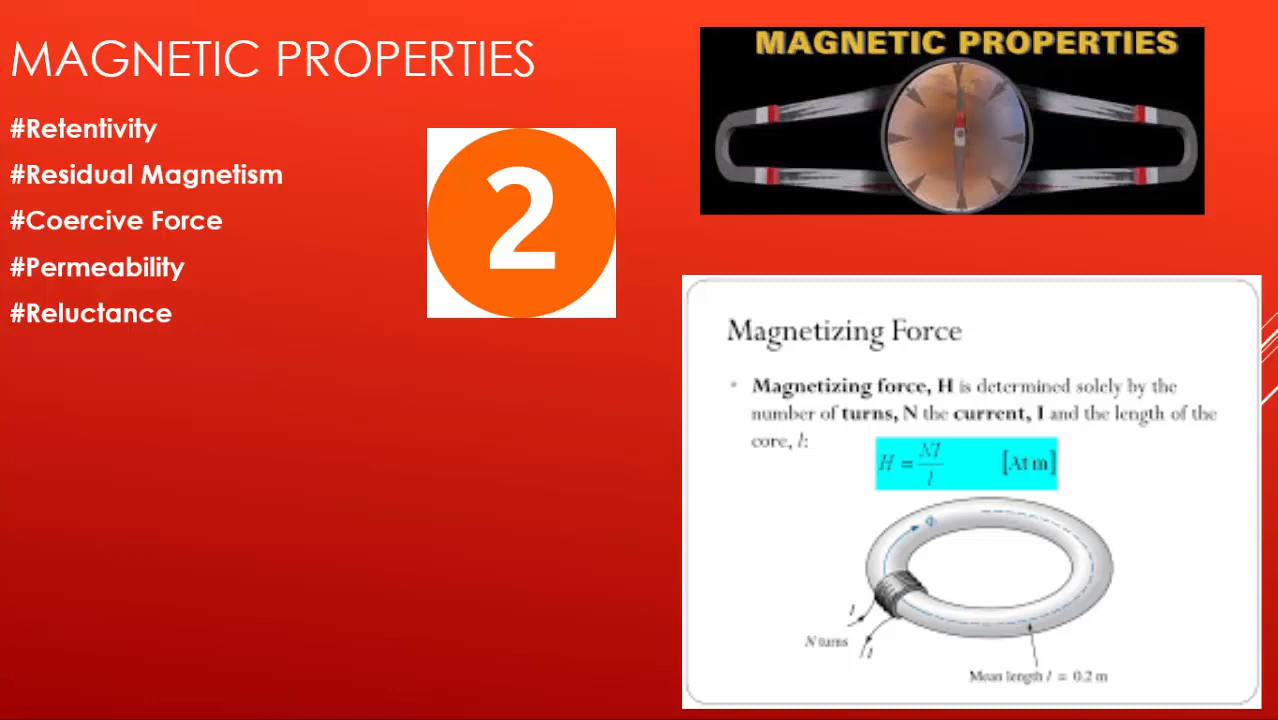 MAGNETIC PROPERTIES
#Retentivity
#Residual Magnetism
#Coercive Force
#Permeability
#Reluctance
2
MAGNETIC PROPERTIES
Magnetizing Force
• Magnetizing force, H is determined solely by the
number of turns, N the current, I and the length of the
core, l:
H = NI/l [At m]
Φ
I
N turns
I
Mean length l = 0.2 m